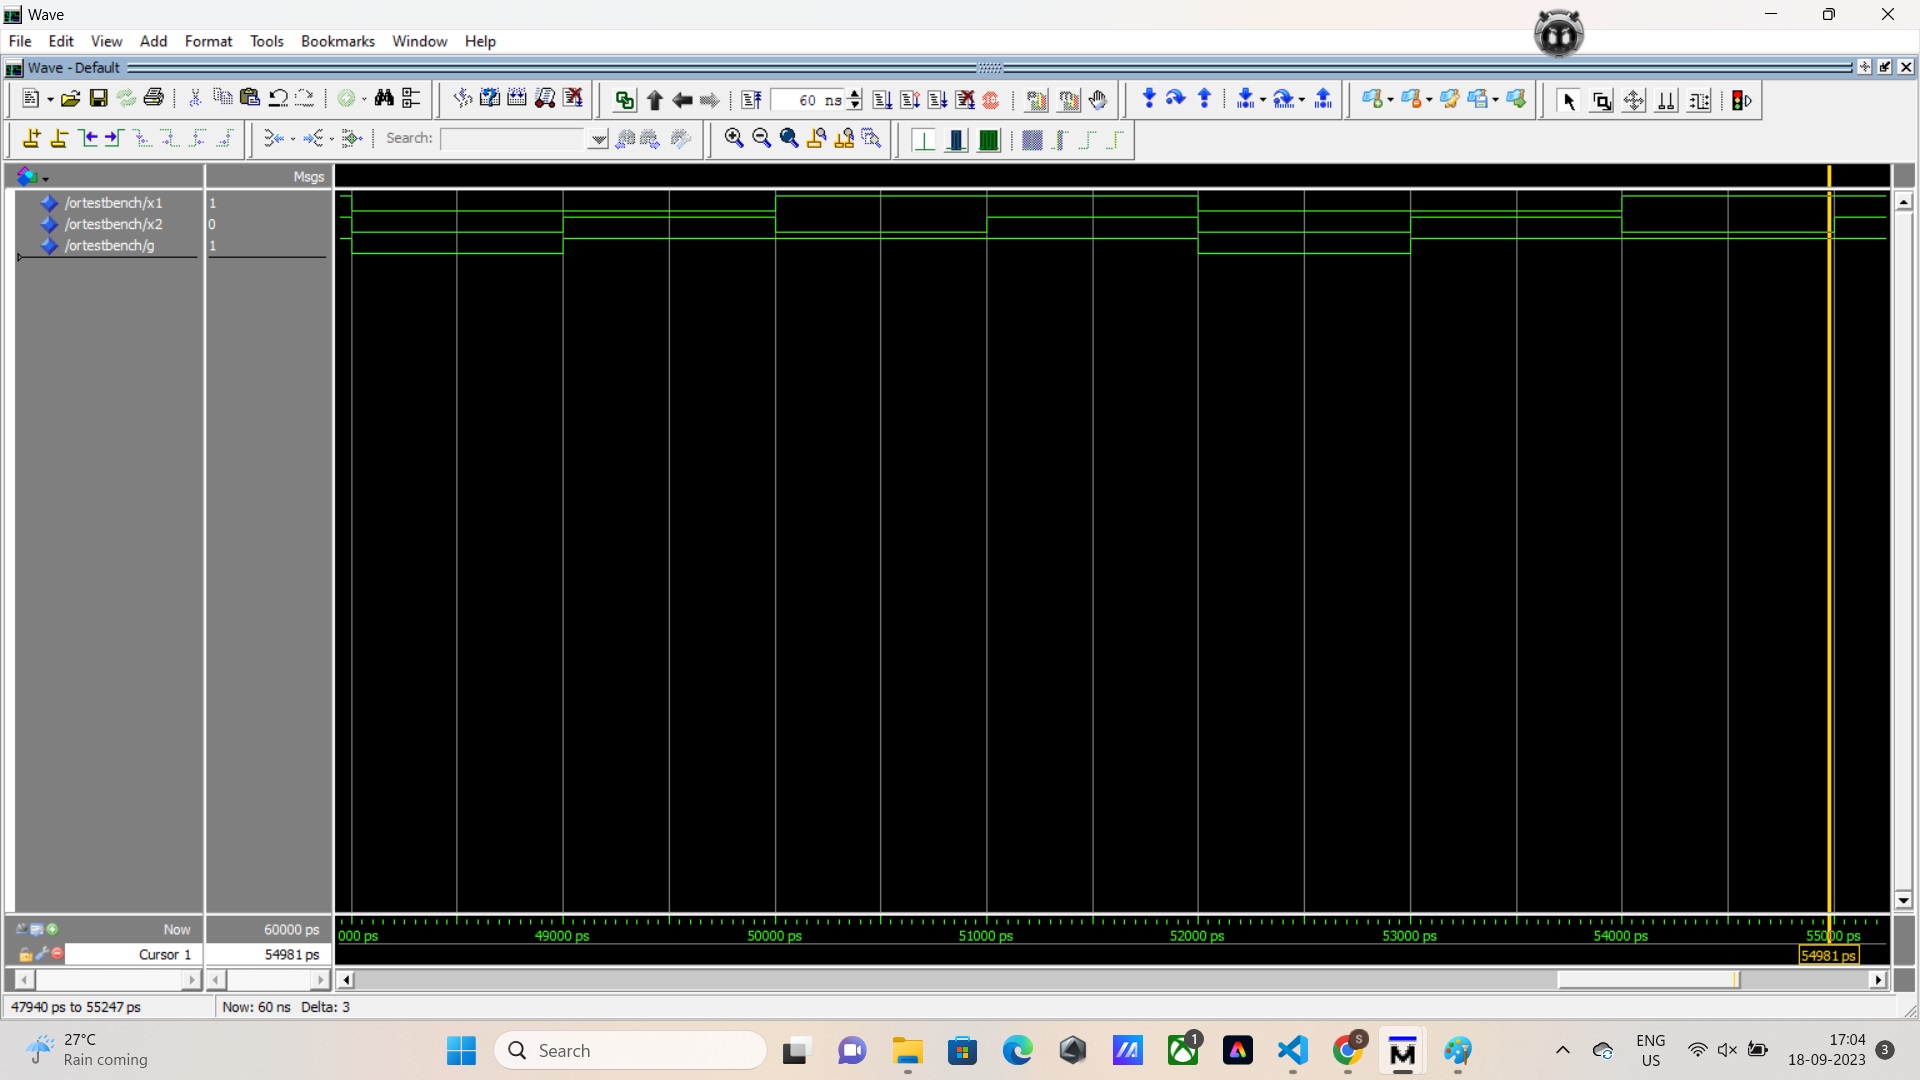 Wave
File Edit View Add Format Tools Bookmarks Window Help
Wave - Default
60 ns
Search:
Msgs
/ortestbench/x1 1
/ortestbench/x2 0
/ortestbench/g 1
Now 60000 ps
000 ps 49000 ps 50000 ps 51000 ps 52000 ps 53000 ps 54000 ps 55000 ps
Cursor 1 54981 ps
54981 ps
47940 ps to 55247 ps Now: 60 ns Delta: 3
27°C
Rain coming
Search
1
S
ENG
US
17:04
18-09-2023
3